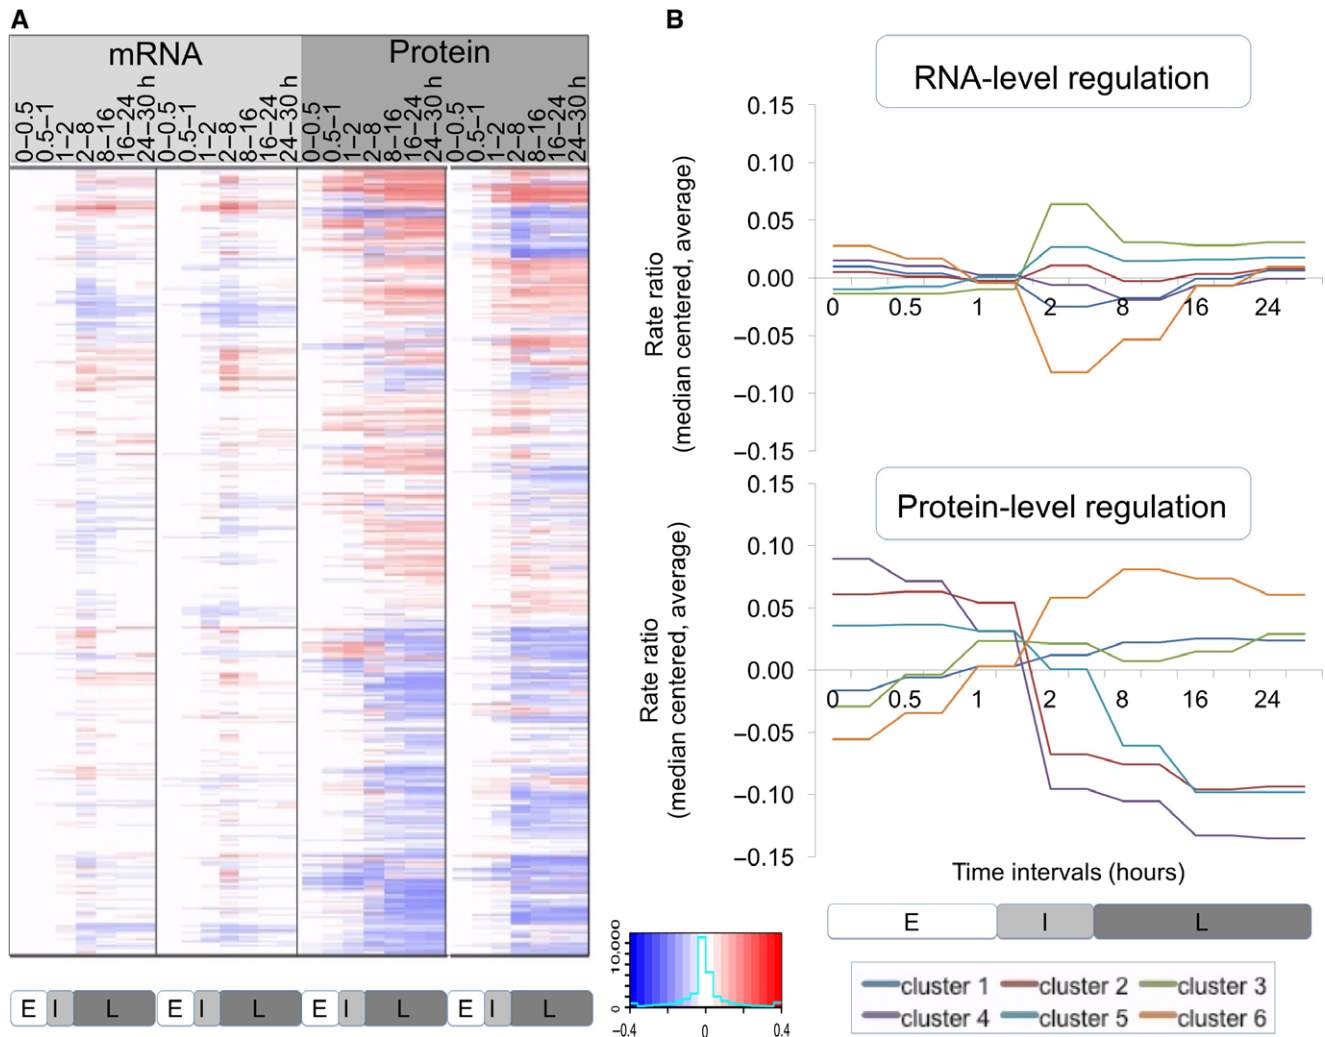 A
mRNA
Protein
0–0.5
0.5–1
1–2
2–8
8–16
16–24
24–30 h
0–0.5
0.5–1
1–2
2–8
8–16
16–24
24–30 h
0–0.5
0.5–1
1–2
2–8
8–16
16–24
24–30 h
0–0.5
0.5–1
1–2
2–8
8–16
16–24
24–30 h
E I L E I L E I L E I L
10,000
0
–0.4 0 0.4
B
RNA-level regulation
Rate ratio
(median centered, average)
0.15
0.10
0.05
0.00
–0.05
–0.10
–0.15
0 0.5 1 2 8 16 24
Protein-level regulation
Rate ratio
(median centered, average)
0.15
0.10
0.05
0.00
–0.05
–0.10
–0.15
0 0.5 1 2 8 16 24
Time intervals (hours)
E I L
cluster 1 cluster 2 cluster 3
cluster 4 cluster 5 cluster 6